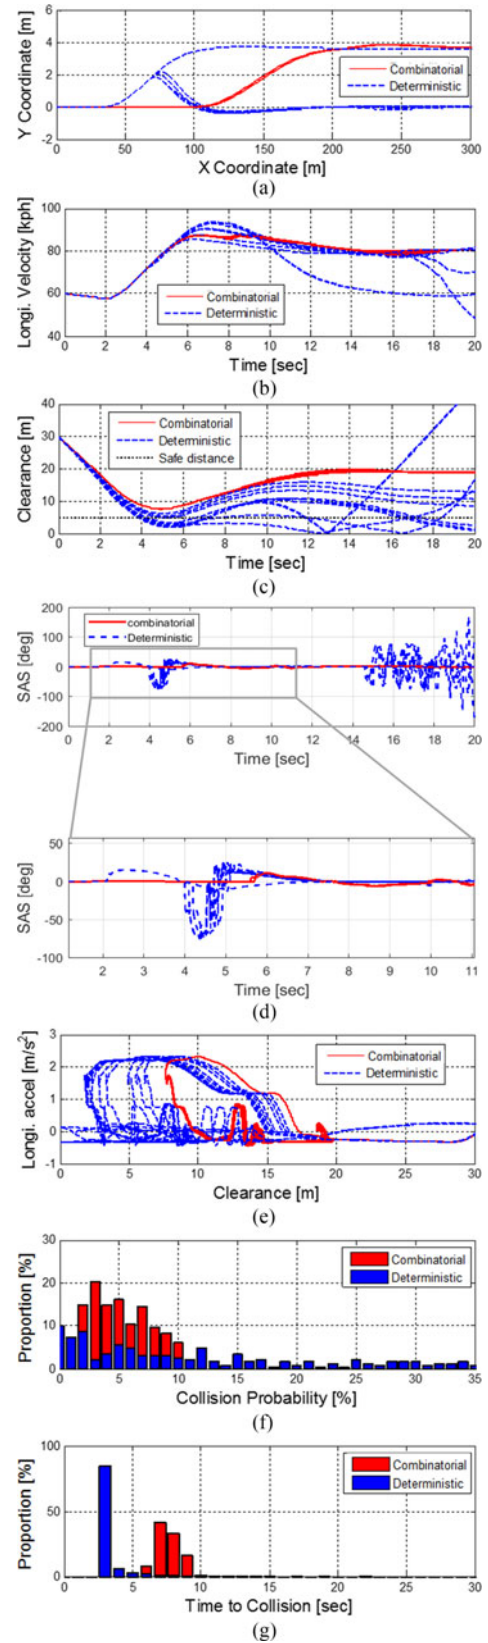 Y Coordinate [m]
6
4
2
0
-2
Combinatorial
Deterministic
0 50 100 150 200 250 300
X Coordinate [m]
(a)
Longi. Velocity [kph]
100
80
60
40
Combinatorial
Deterministic
0 2 4 6 8 10 12 14 16 18 20
Time [sec]
(b)
Clearance [m]
40
30
20
10
0
Combinatorial
Deterministic
Safe distance
0 2 4 6 8 10 12 14 16 18 20
Time [sec]
(c)
SAS [deg]
200
100
0
-100
-200
combinatorial
Deterministic
0 2 4 6 8 10 12 14 16 18 20
Time [sec]
SAS [deg]
50
0
-50
-100
2 3 4 5 6 7 8 9 10 11
Time [sec]
(d)
Longi. accel [m/s²]
3
2
1
0
-1
Combinatorial
Deterministic
0 5 10 15 20 25 30
Clearance [m]
(e)
Proportion [%]
30
20
10
0
Combinatorial
Deterministic
0 5 10 15 20 25 30 35
Collision Probability [%]
(f)
Proportion [%]
100
50
0
Combinatorial
Deterministic
0 5 10 15 20 25 30
Time to Collision [sec]
(g)